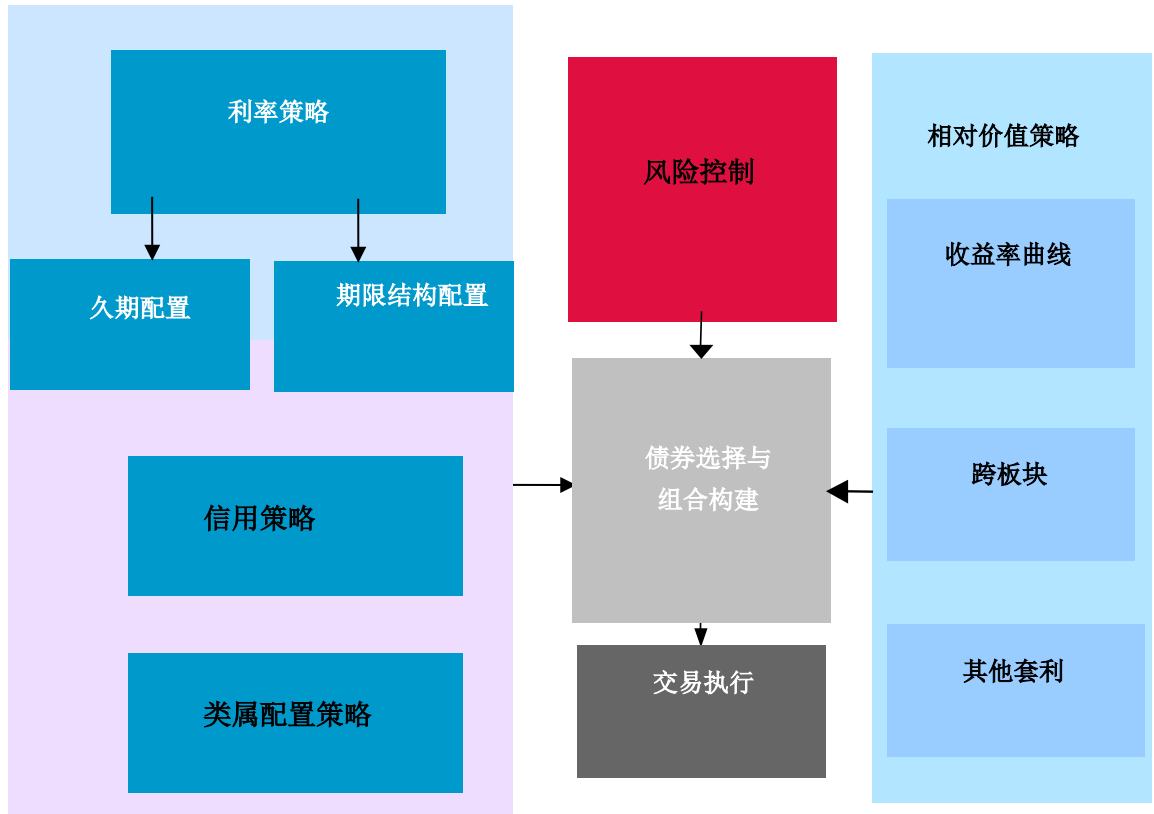 利率策略
久期配置
期限结构配置
信用策略
类属配置策略
风险控制
债券选择与
组合构建
交易执行
相对价值策略
收益率曲线
跨板块
其他套利